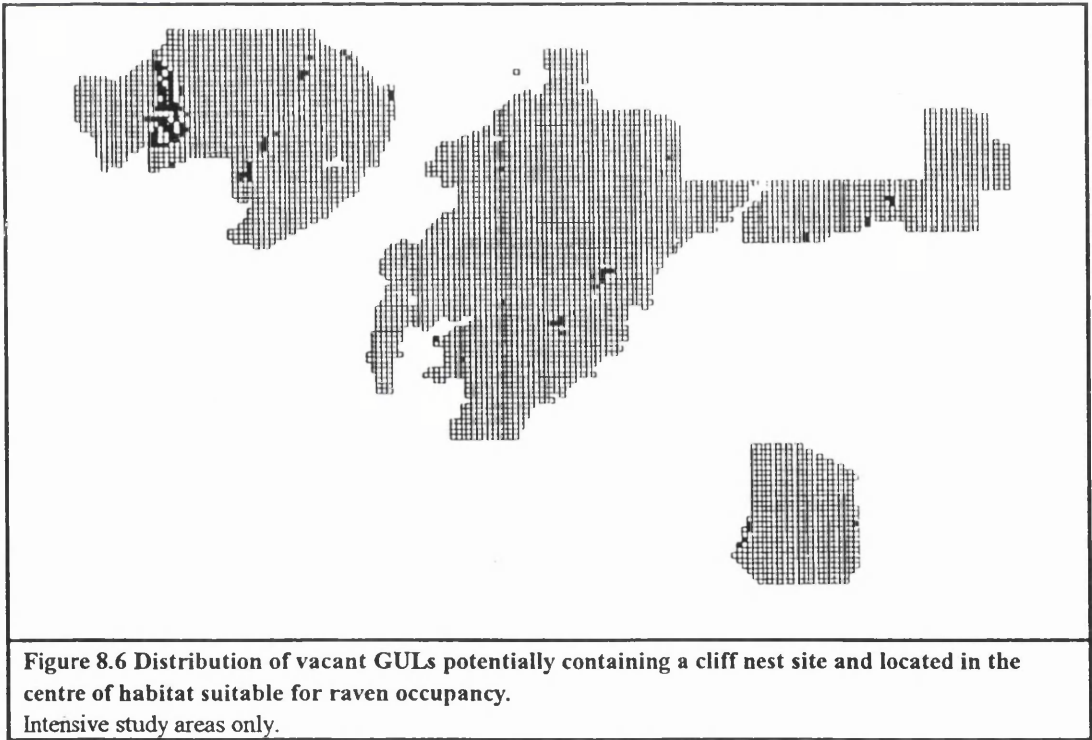 Figure 8.6 Distribution of vacant GULs potentially containing a cliff nest site and located in the
centre of habitat suitable for raven occupancy.
Intensive study areas only.